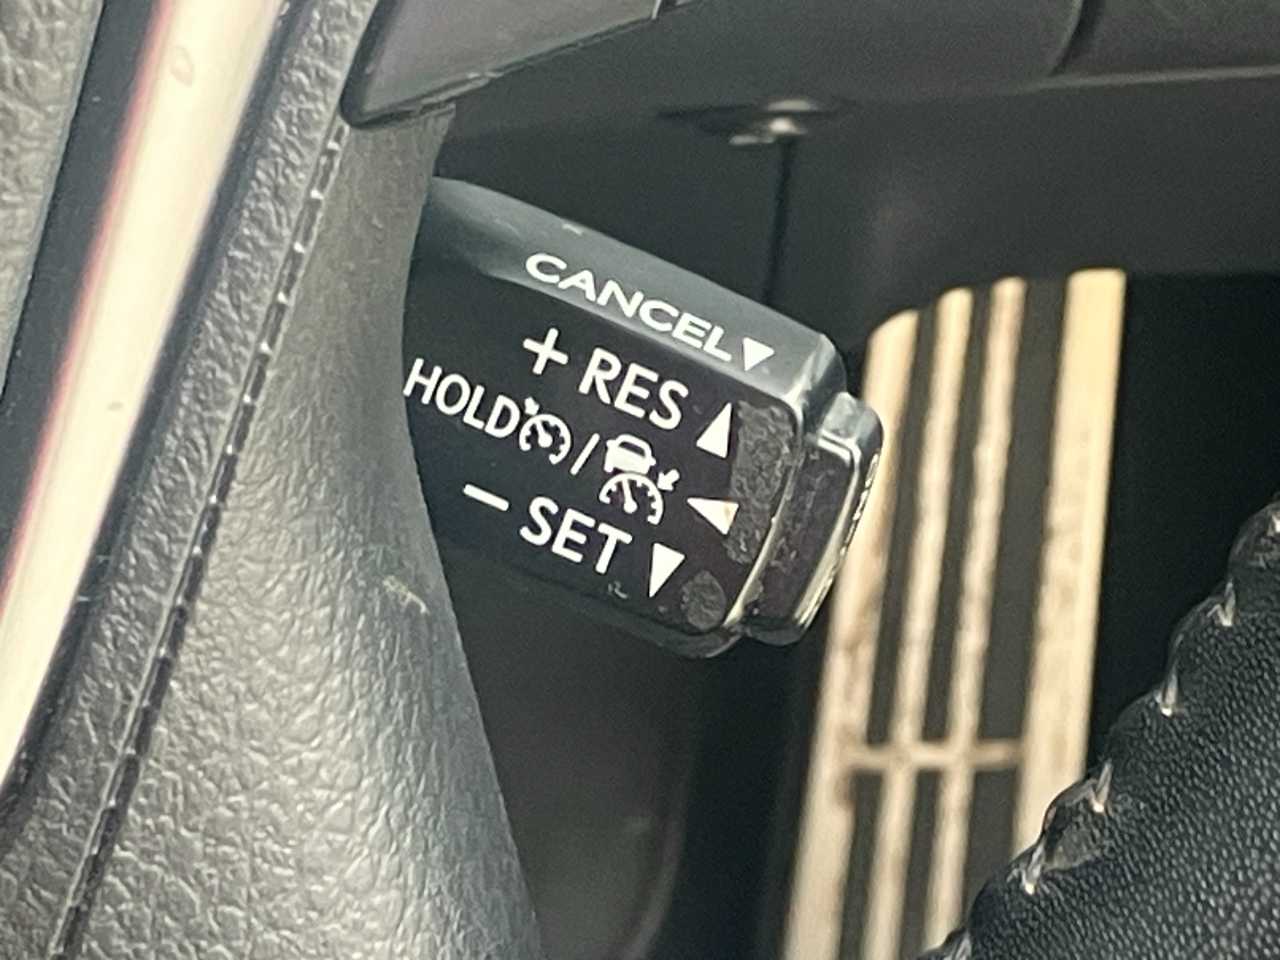 CANCEL▼
+ RES ▲
HOLD / ◀
− SET ▼